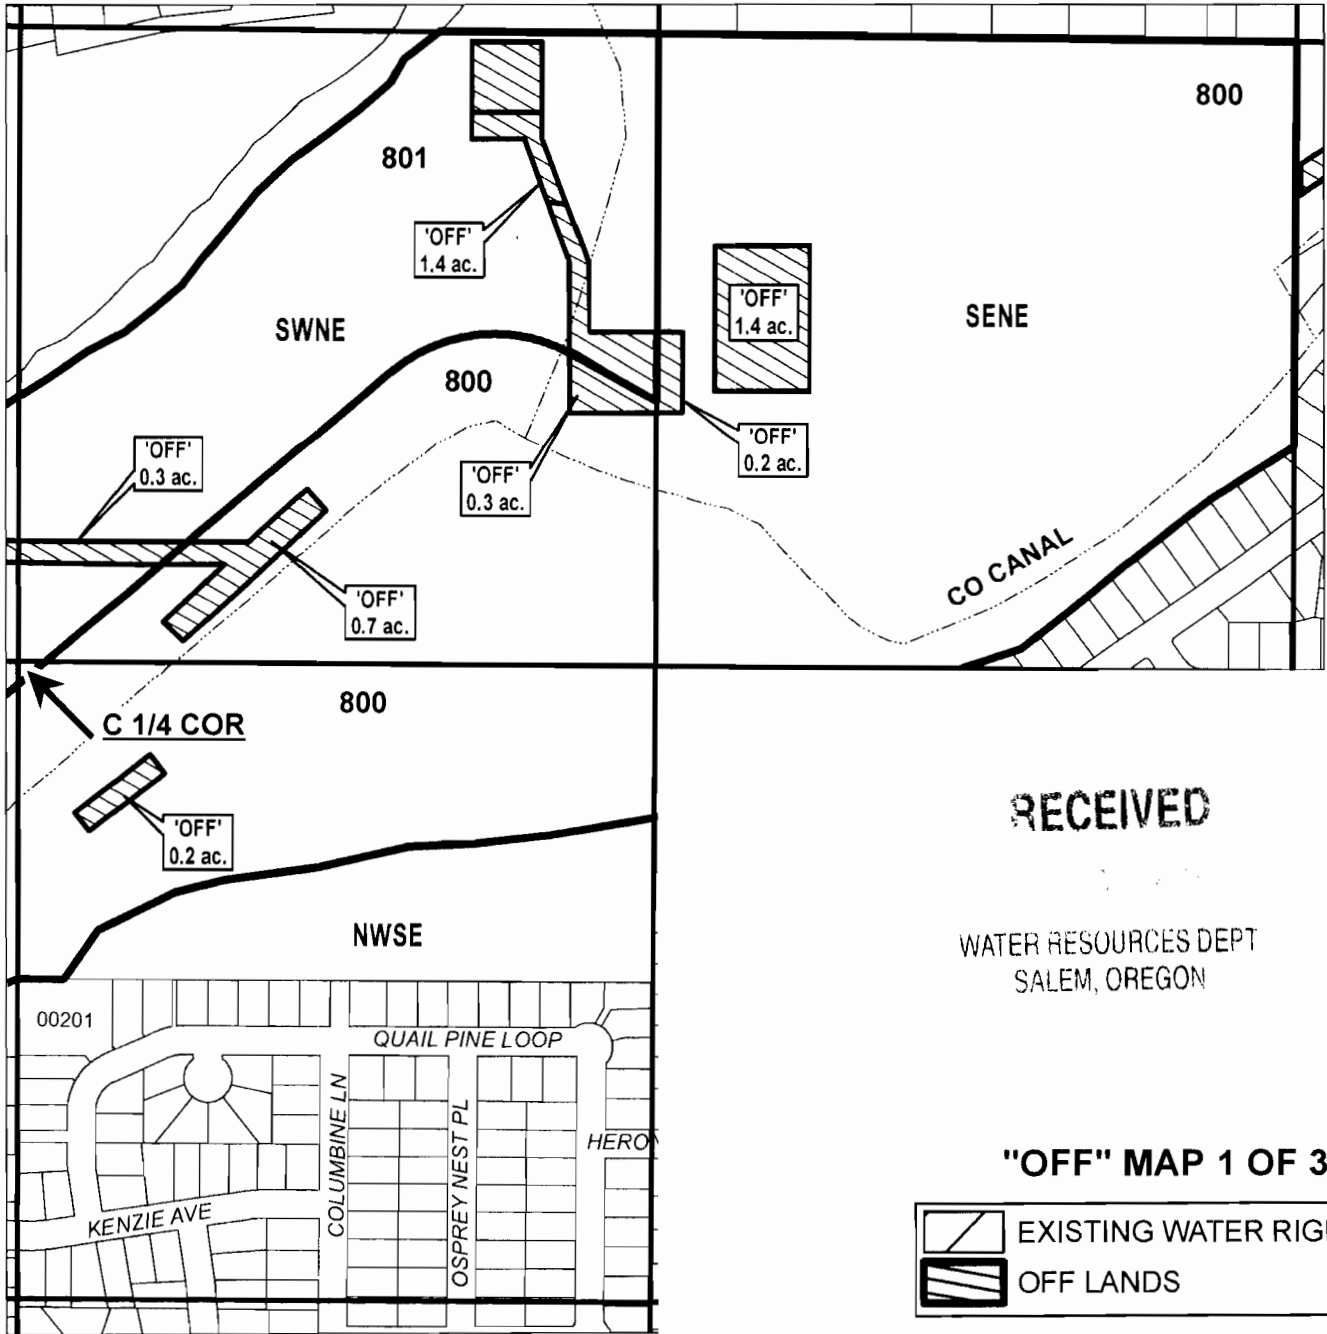 800
801
'OFF'
1.4 ac.
'OFF'
1.4 ac.
SWNE
SENE
800
'OFF'
0.3 ac.
'OFF'
0.3 ac.
'OFF'
0.2 ac.
CO CANAL
'OFF'
0.7 ac.
800
C 1/4 COR
'OFF'
0.2 ac.
NWSE
RECEIVED
WATER RESOURCES DEPT
SALEM, OREGON
00201
QUAIL PINE LOOP
COLUMBINE LN
OSPREY NEST PL
HERO
KENZIE AVE
"OFF" MAP 1 OF 3
EXISTING WATER RIG
OFF LANDS